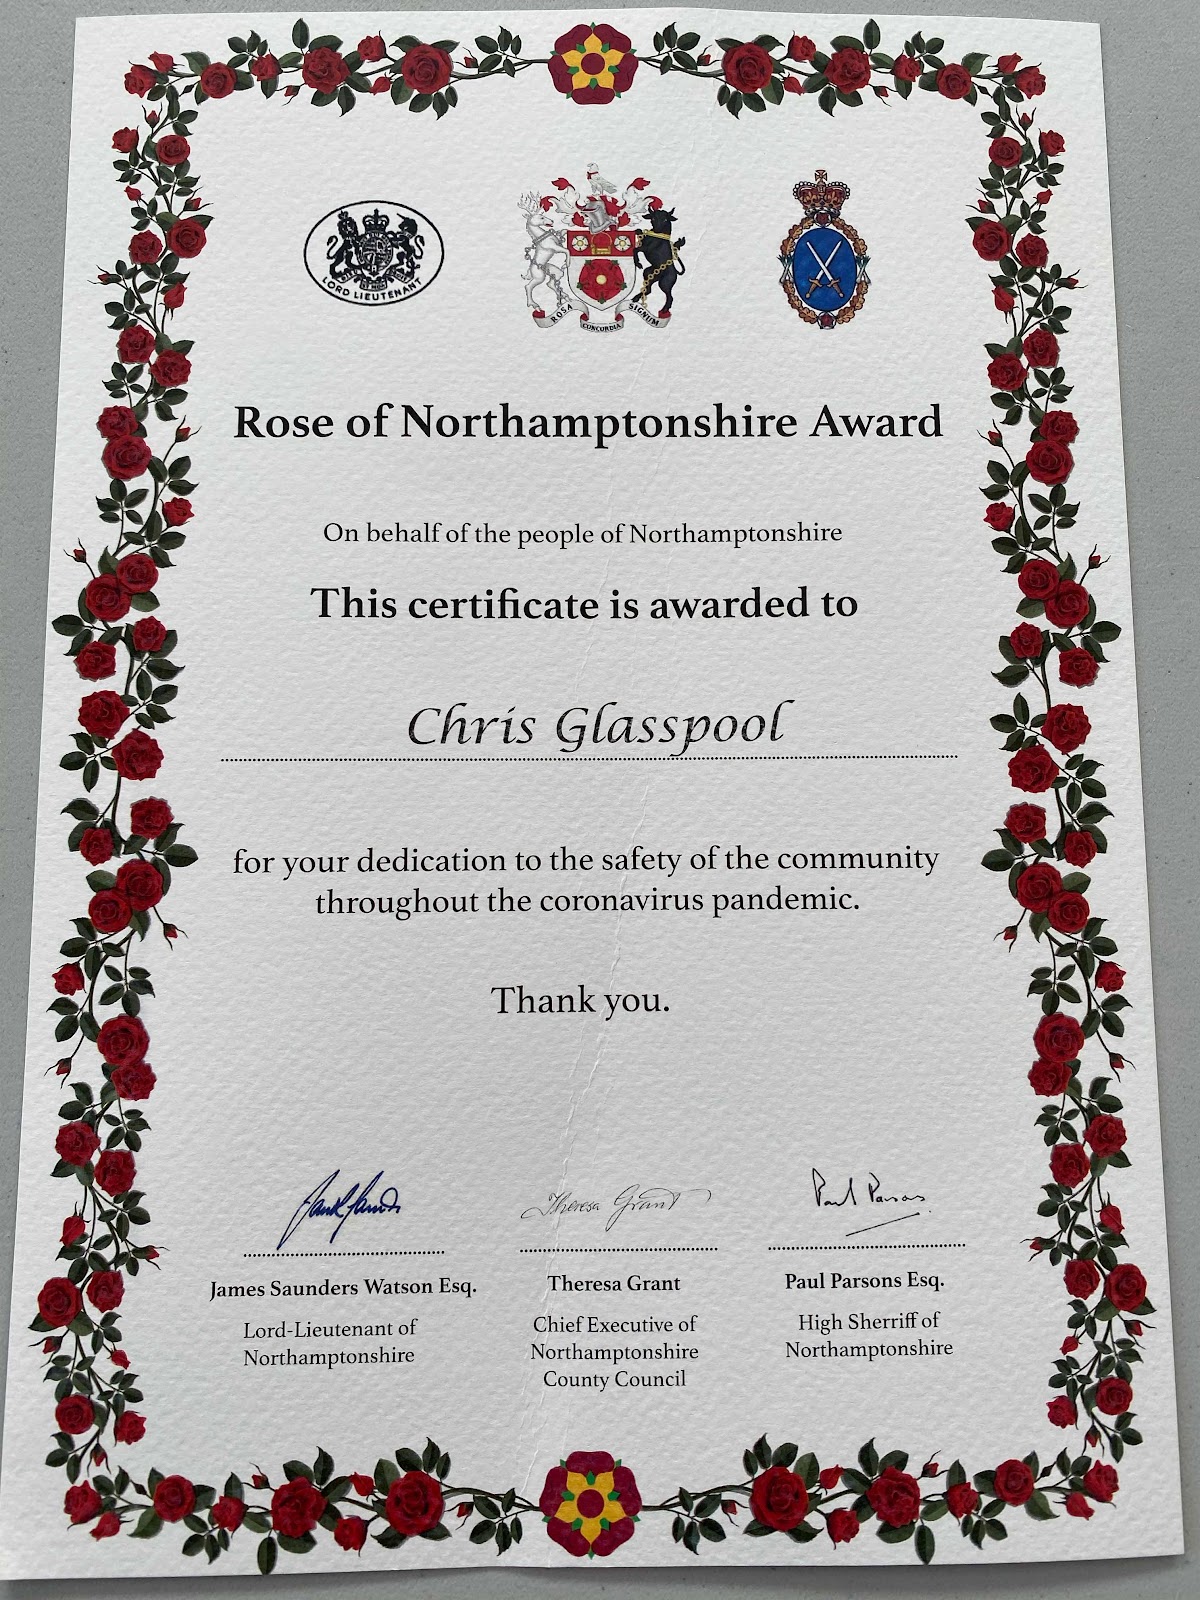 LORD LIEUTENANT
ROSA CONCORDIA SIGNUM
Rose of Northamptonshire Award
On behalf of the people of Northamptonshire
This certificate is awarded to
Chris Glasspool
for your dedication to the safety of the community
throughout the coronavirus pandemic.
Thank you.
Theresa Grant
Paul Parsons
James Saunders Watson Esq.
Lord-Lieutenant of
Northamptonshire
Theresa Grant
Chief Executive of
Northamptonshire
County Council
Paul Parsons Esq.
High Sherriff of
Northamptonshire